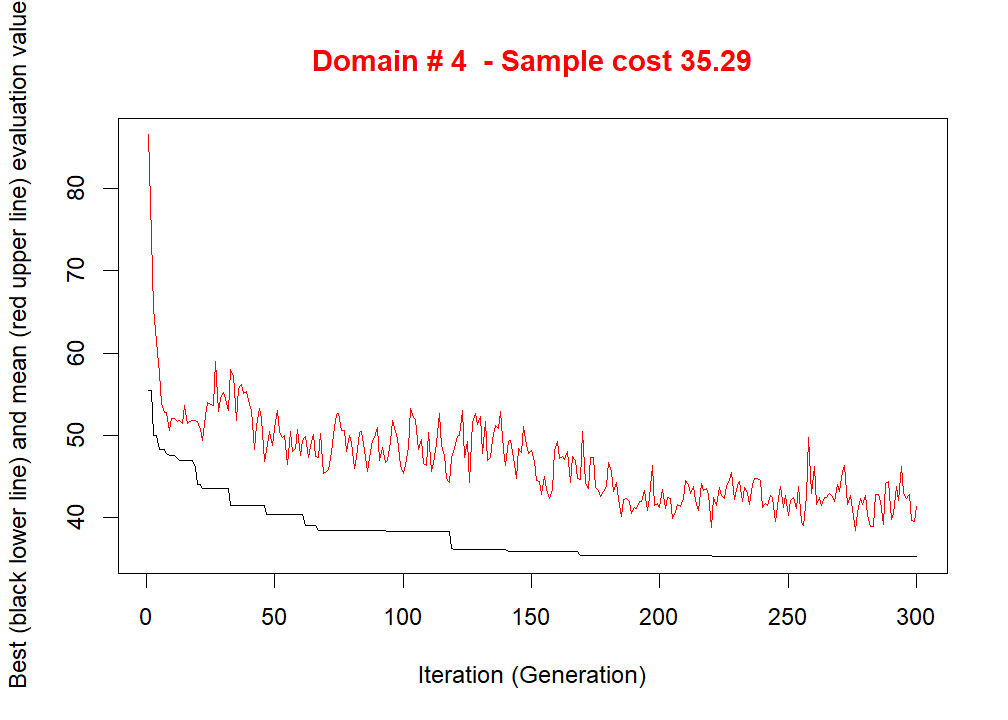 Domain # 4  - Sample cost 35.29
Best (black lower line) and mean (red upper line) evaluation value
80
70
60
50
40
0 50 100 150 200 250 300
Iteration (Generation)